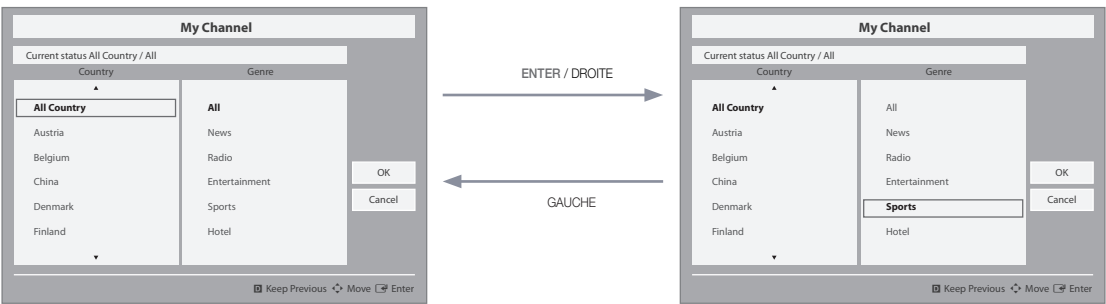 My Channel
Current status All Country / All
Country Genre
All Country All
Austria News
Belgium Radio
China Entertainment
Denmark Sports
Finland Hotel
OK
Cancel
D Keep Previous Move Enter
ENTER / DROITE
GAUCHE
My Channel
Current status All Country / All
Country Genre
All Country All
Austria News
Belgium Radio
China Entertainment
Denmark Sports
Finland Hotel
OK
Cancel
D Keep Previous Move Enter